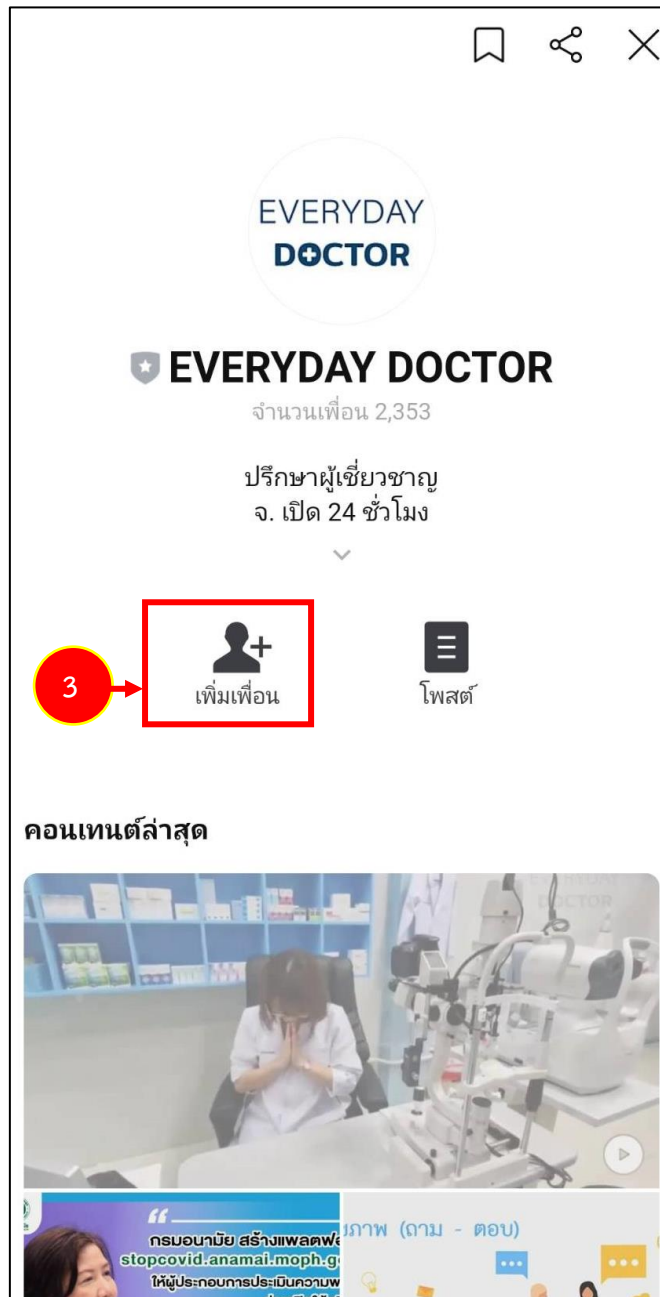 EVERYDAY
DOCTOR
EVERYDAY DOCTOR
จำนวนเพื่อน 2,353
ปรึกษาผู้เชี่ยวชาญ
จ. เปิด 24 ชั่วโมง
3
เพิ่มเพื่อน
โพสต์
คอนเทนต์ล่าสุด
DOCTOR
กรมอนามัย สร้างแพลตฟ
stopcovid.anamai.moph.g
ให้ผู้ประกอบการประเมินความพ
ภาพ (ถาม - ตอบ)